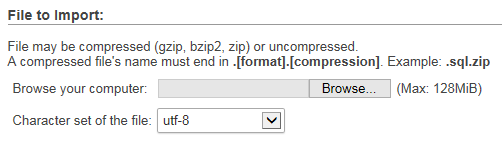 File to Import:
File may be compressed (gzip, bzip2, zip) or uncompressed.
A compressed file's name must end in .[format].[compression]. Example: .sql.zip
Browse your computer: Browse... (Max: 128MiB)
Character set of the file: utf-8